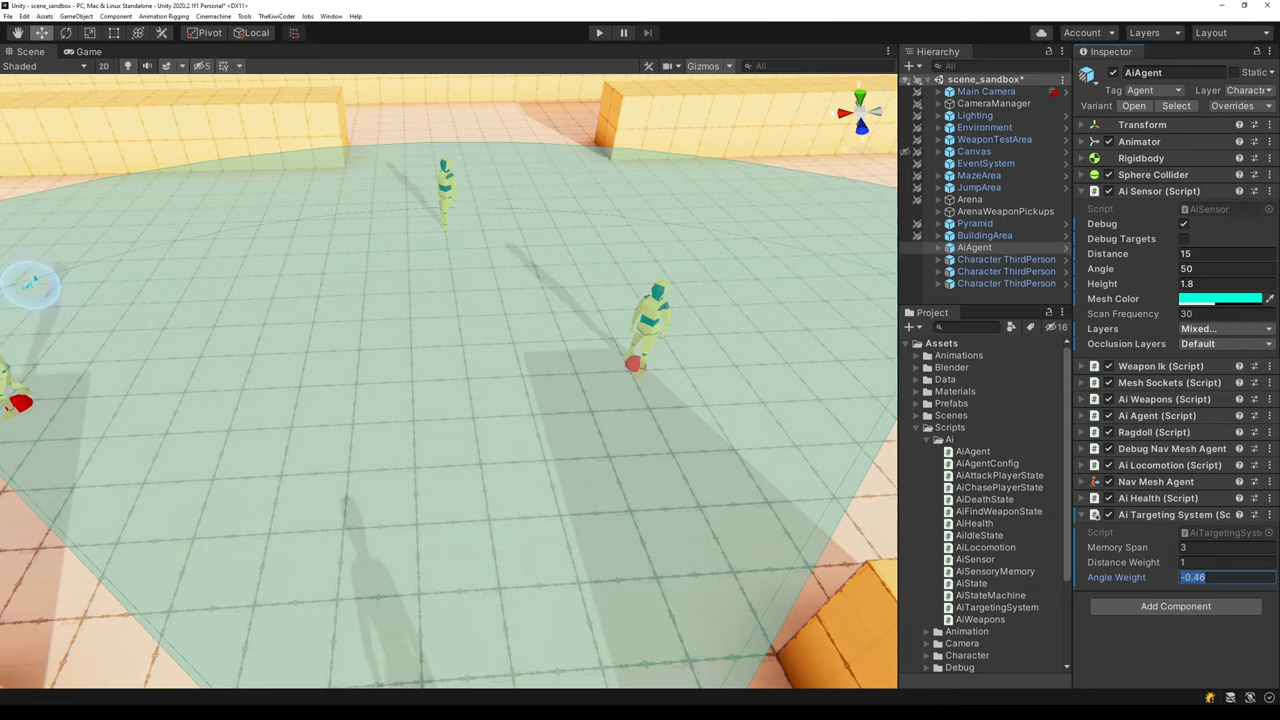 Unity - scene_sandbox - PC, Mac & Linux Standalone - Unity 2020.2.1f1 Personal* <DX11>
File Edit Assets GameObject Component Animation Rigging Cinemachine TheKiwiCoder Jobs Window Help
Pivot Local Account Layers Layout
Scene Game
Shaded 2D 5 Gizmos All
Hierarchy
All
scene_sandbox*
Main Camera
CameraManager
Lighting
Environment
WeaponTestArea
Canvas
EventSystem
MazeArea
JumpArea
Arena
ArenaWeaponPickups
Pyramid
BuildingArea
AiAgent
Character ThirdPerson
Character ThirdPerson
Character ThirdPerson
Project
16
Assets
Animations
Blender
Data
Materials
Prefabs
Scenes
Scripts
Ai
AiAgent
AiAgentConfig
AiAttackPlayerState
AiChasePlayerState
AiDeathState
AiFindWeaponState
AiHealth
AiIdleState
AiLocomotion
AiSensor
AiSensoryMemory
AiState
AiStateMachine
AiTargetingSystem
AiWeapons
Animation
Camera
Character
Debug
Inspector
AiAgent Static
Tag Agent Layer Charact
Variant Open Select Overrides
Transform
Animator
Rigidbody
Sphere Collider
Ai Sensor (Script)
Script AiSensor
Debug
Debug Targets
Distance 15
Angle 50
Height 1.8
Mesh Color
Scan Frequency 30
Layers Mixed...
Occlusion Layers Default
Weapon Ik (Script)
Mesh Sockets (Script)
Ai Weapons (Script)
Ai Agent (Script)
Ragdoll (Script)
Debug Nav Mesh Agent
Ai Locomotion (Script)
Nav Mesh Agent
Ai Health (Script)
Ai Targeting System (Sc
Script AiTargetingSyst
Memory Span 3
Distance Weight 1
Angle Weight -0.46
Add Component